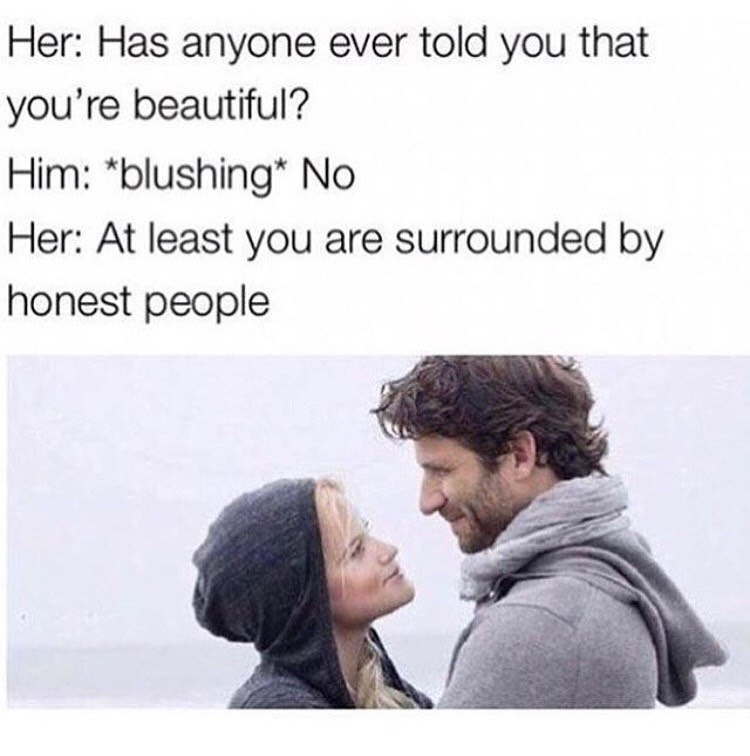 Her: Has anyone ever told you that
you’re beautiful?
Him: *blushing* No
Her: At least you are surrounded by
honest people